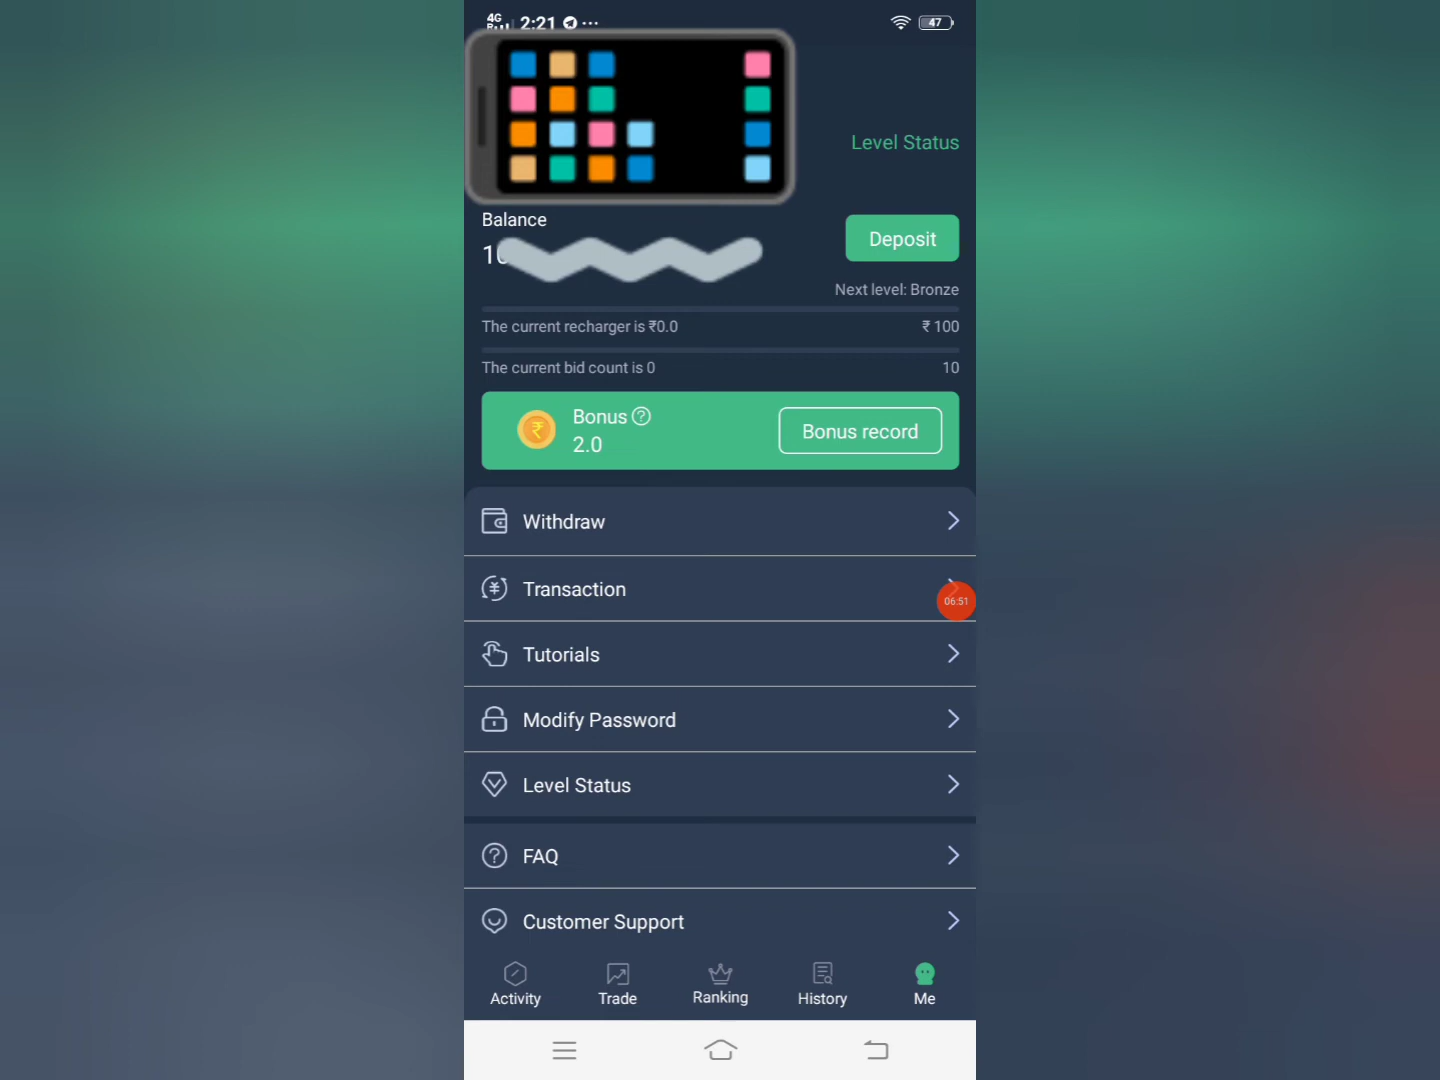 4G
2:21
47
Level Status
Balance
Deposit
Next level: Bronze
The current recharger is ₹0.0
₹ 100
The current bid count is 0
10
Bonus ?
2.0
Bonus record
Withdraw
Transaction
06:51
Tutorials
Modify Password
Level Status
FAQ
Customer Support
Activity
Trade
Ranking
History
Me